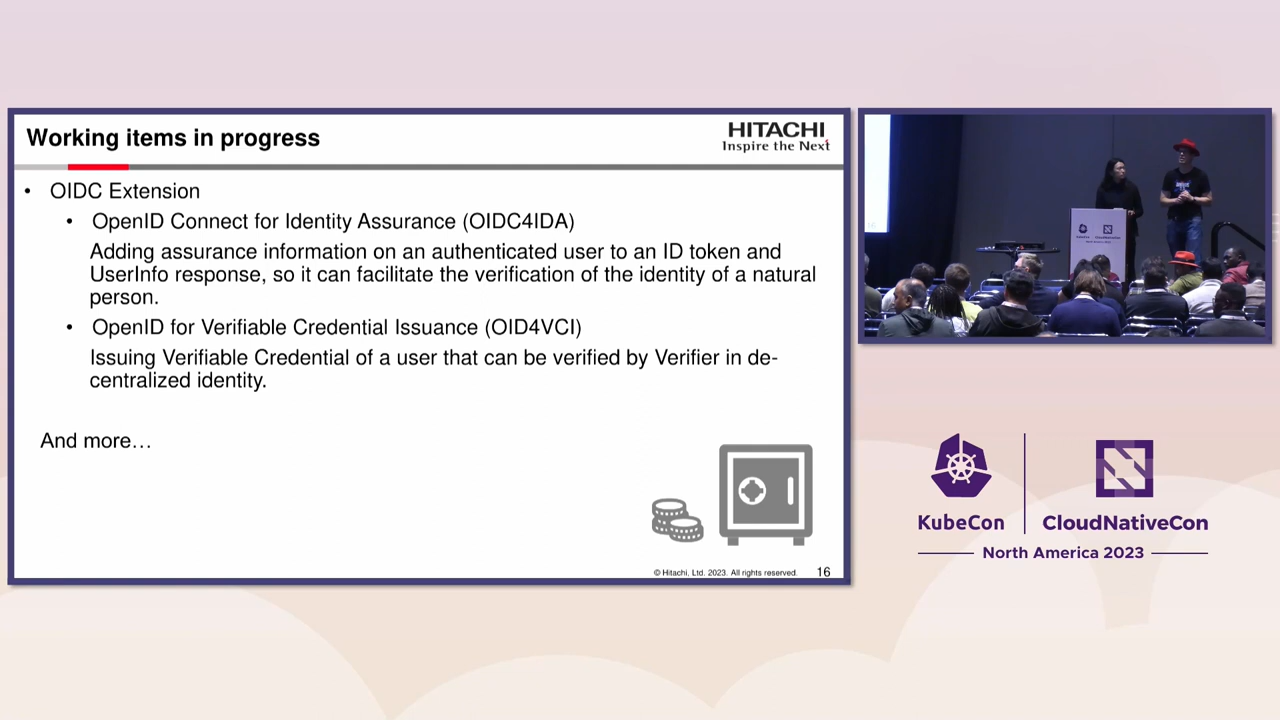 Working items in progress
HITACHI
Inspire the Next
• OIDC Extension
• OpenID Connect for Identity Assurance (OIDC4IDA)
Adding assurance information on an authenticated user to an ID token and
UserInfo response, so it can facilitate the verification of the identity of a natural
person.
• OpenID for Verifiable Credential Issuance (OID4VCI)
Issuing Verifiable Credential of a user that can be verified by Verifier in de-
centralized identity.
And more…
© Hitachi, Ltd. 2023. All rights reserved.
16
KubeCon
CloudNativeCon
North America 2023